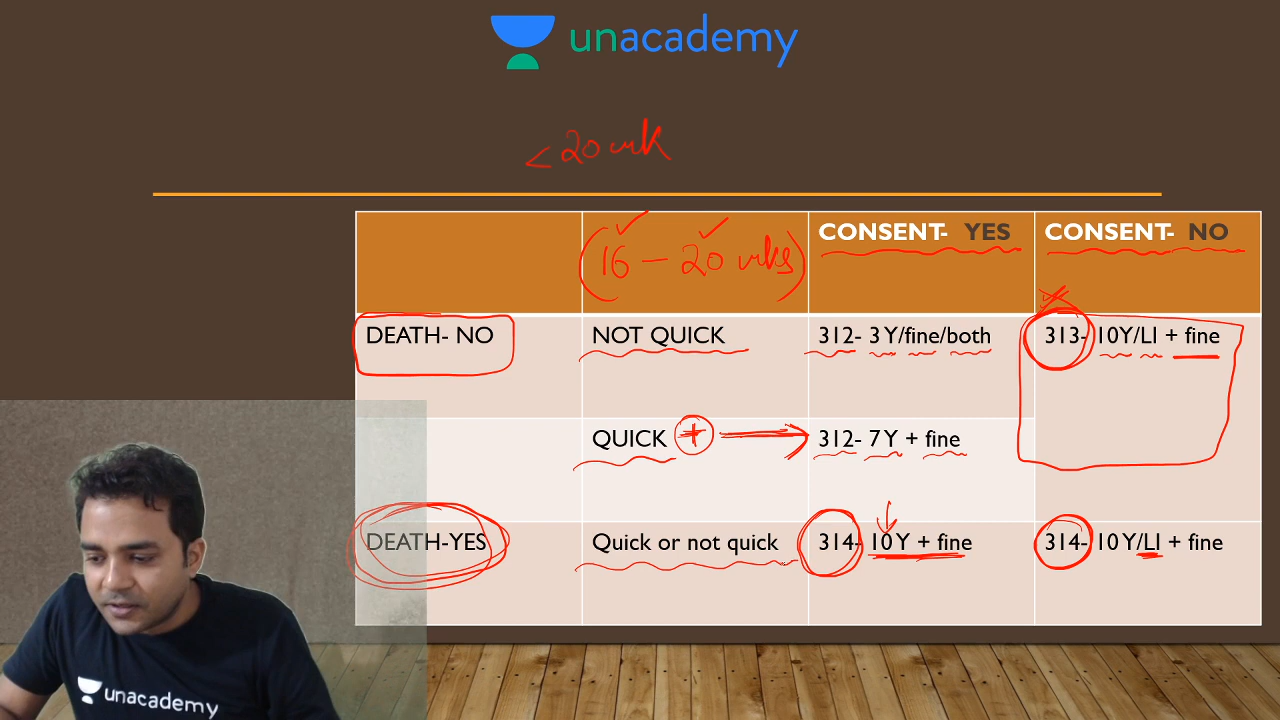 unacademy
< 20 wk
(16 - 20 wks) CONSENT- YES CONSENT- NO
DEATH- NO NOT QUICK 312- 3Y/fine/both 313- 10Y/LI + fine
QUICK + → 312- 7Y + fine
DEATH-YES Quick or not quick 314- 10Y + fine 314- 10Y/LI + fine
unacademy